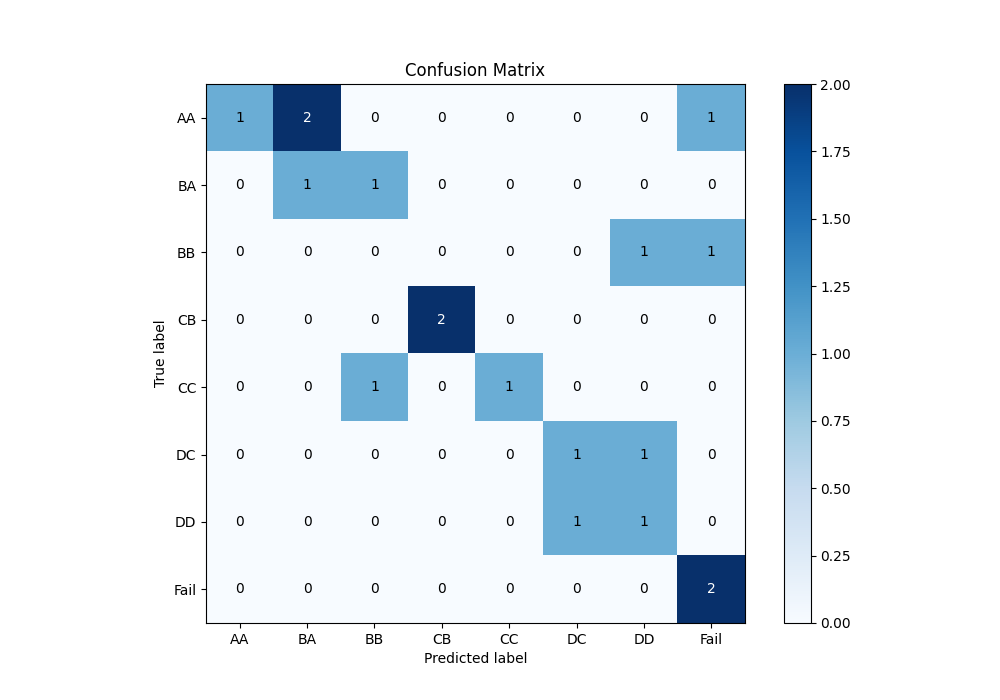 Confusion Matrix
AA 1 2 0 0 0 0 0 1
BA 0 1 1 0 0 0 0 0
BB 0 0 0 0 0 0 1 1
CB 0 0 0 2 0 0 0 0
CC 0 0 1 0 1 0 0 0
DC 0 0 0 0 0 1 1 0
DD 0 0 0 0 0 1 1 0
Fail 0 0 0 0 0 0 0 2
AA BA BB CB CC DC DD Fail
Predicted label
True label
2.00
1.75
1.50
1.25
1.00
0.75
0.50
0.25
0.00